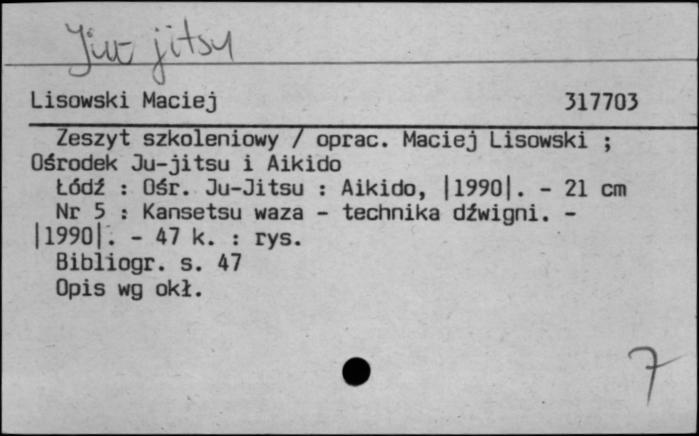 Jiu jitsu
Lisowski Maciej 317703
Zeszyt szkoleniowy / oprac. Maciej Lisowski ;
Ośrodek Ju-jitsu i Aikido
Łódź : Ośr. Ju-Jitsu : Aikido, |1990|. - 21 cm
Nr 5 : Kansetsu waza - technika dźwigni. -
|1990|. - 47 k. : rys.
Bibliogr. s. 47
Opis wg okł.
7